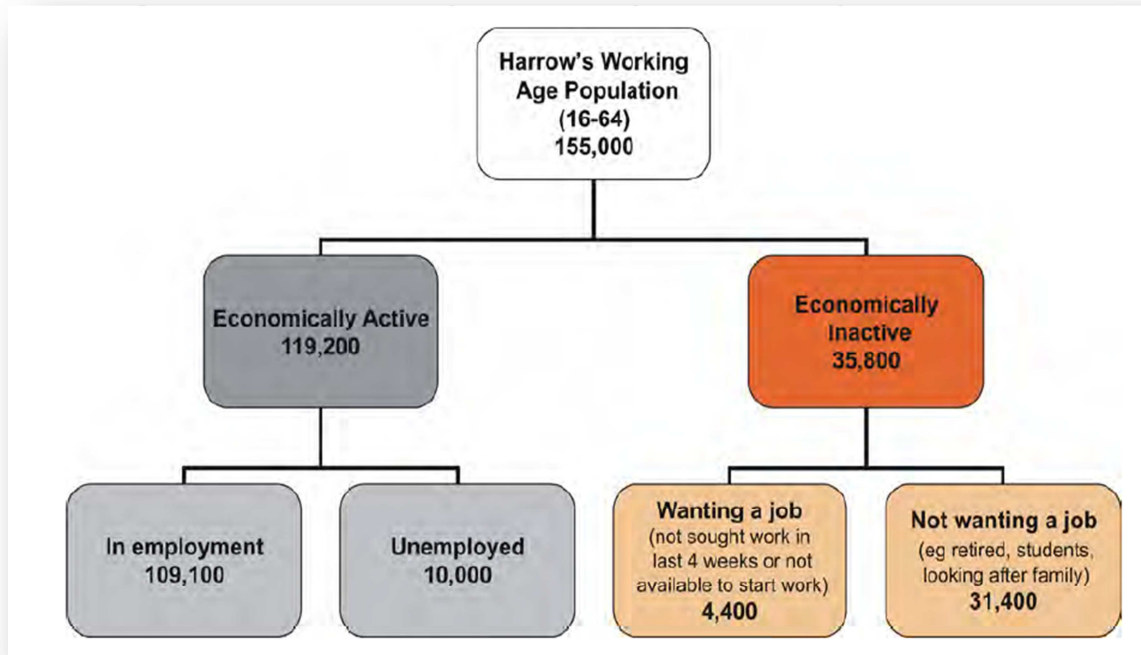 Harrow's Working
Age Population
(16-64)
155,000
Economically Active
119,200
Economically
Inactive
35,800
In employment
109,100
Unemployed
10,000
Wanting a job
(not sought work in
last 4 weeks or not
available to start work)
4,400
Not wanting a job
(eg retired, students,
looking after family)
31,400